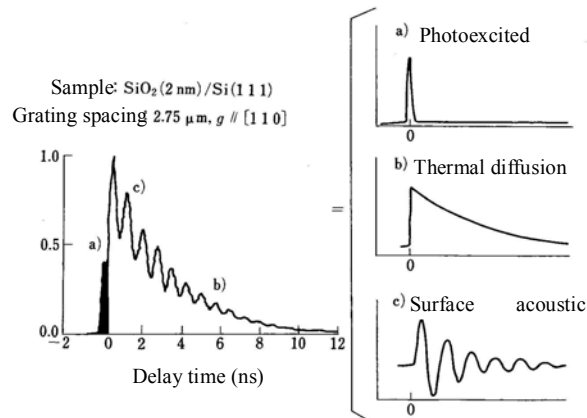 Sample: SiO₂(2 nm)/Si(1 1 1)
Grating spacing 2.75 μm, g // [1 1 0]
1.0
0.5
0.0
a)
c)
b)
−2 0 2 4 6 8 10 12
Delay time (ns)
=
a) Photoexcited
0
b) Thermal diffusion
0
c) Surface acoustic
0